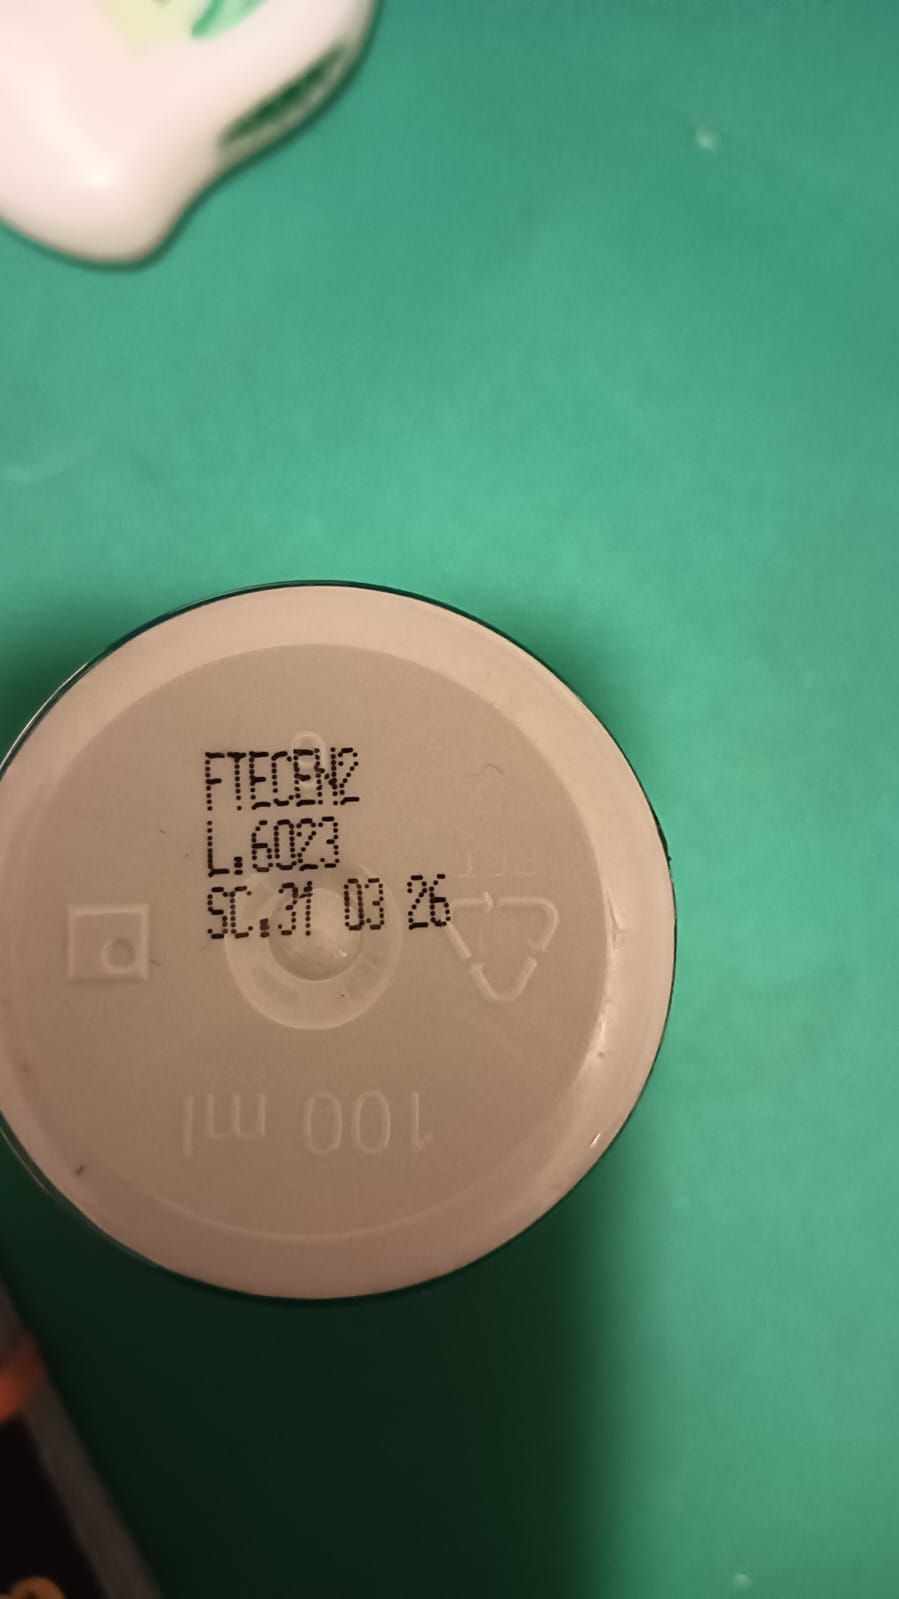 FTECEN2
L.6023
SC.31 03 26
100 ml